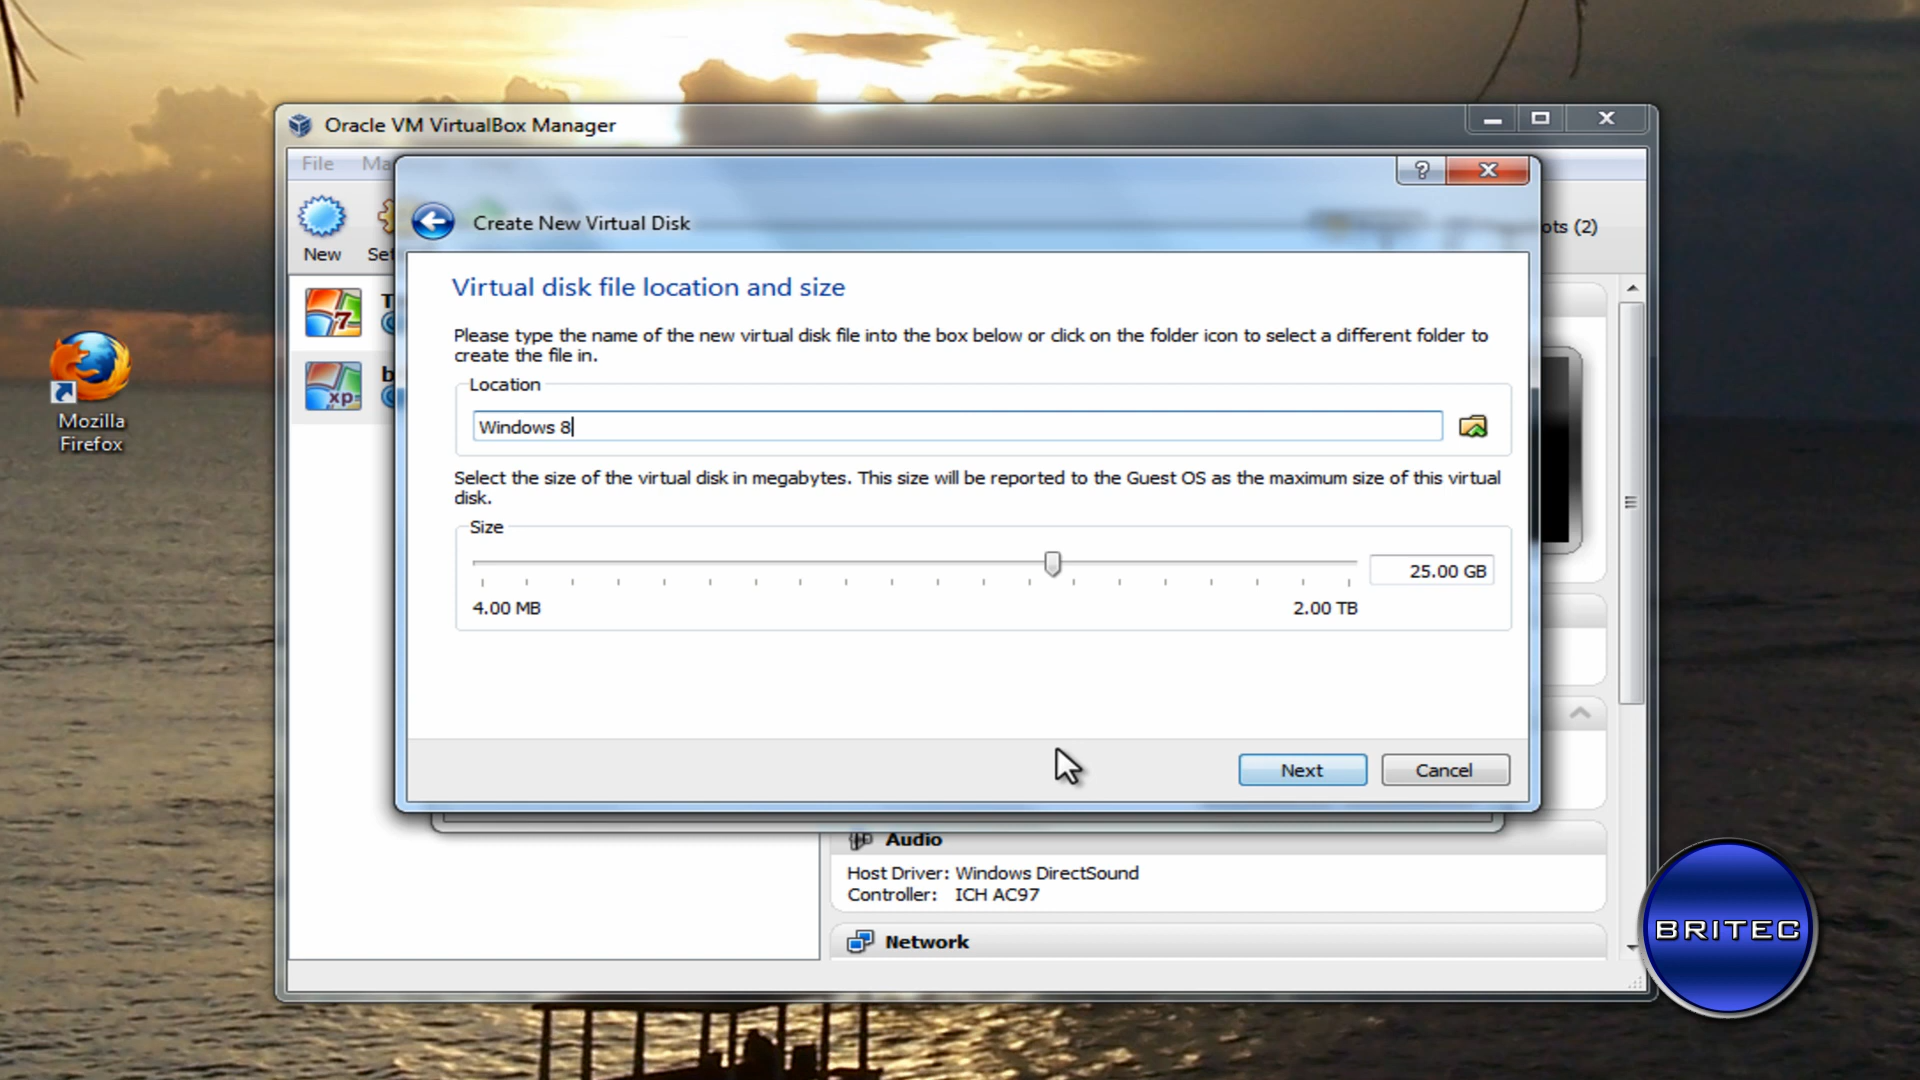 Oracle VM VirtualBox Manager
File
?
Create New Virtual Disk
(2)
New
Virtual disk file location and size
Please type the name of the new virtual disk file into the box below or click on the folder icon to select a different folder to
create the file in.
Location
Windows 8
Select the size of the virtual disk in megabytes. This size will be reported to the Guest OS as the maximum size of this virtual
disk.
Size
25.00 GB
4.00 MB
2.00 TB
Next
Cancel
7
xp
Mozilla
Firefox
Audio
Host Driver: Windows DirectSound
Controller: ICH AC97
Network
BRITEC